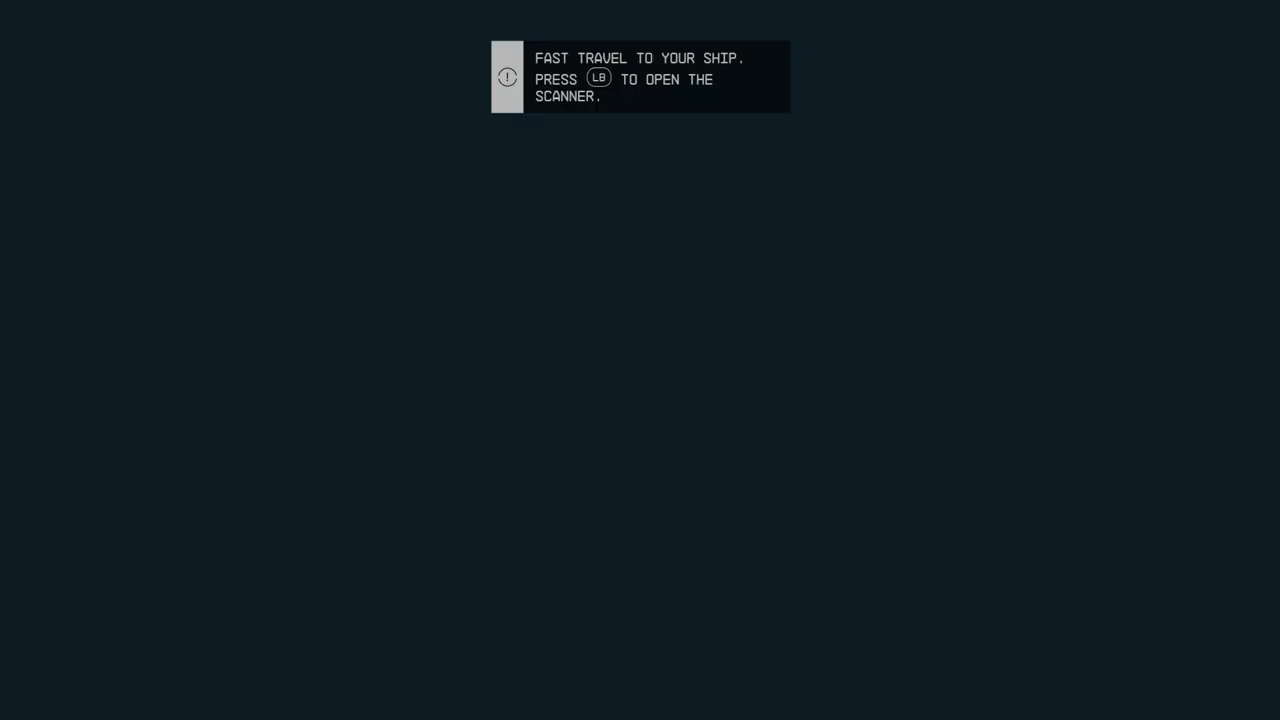 FAST TRAVEL TO YOUR SHIP.
PRESS LB TO OPEN THE
SCANNER.